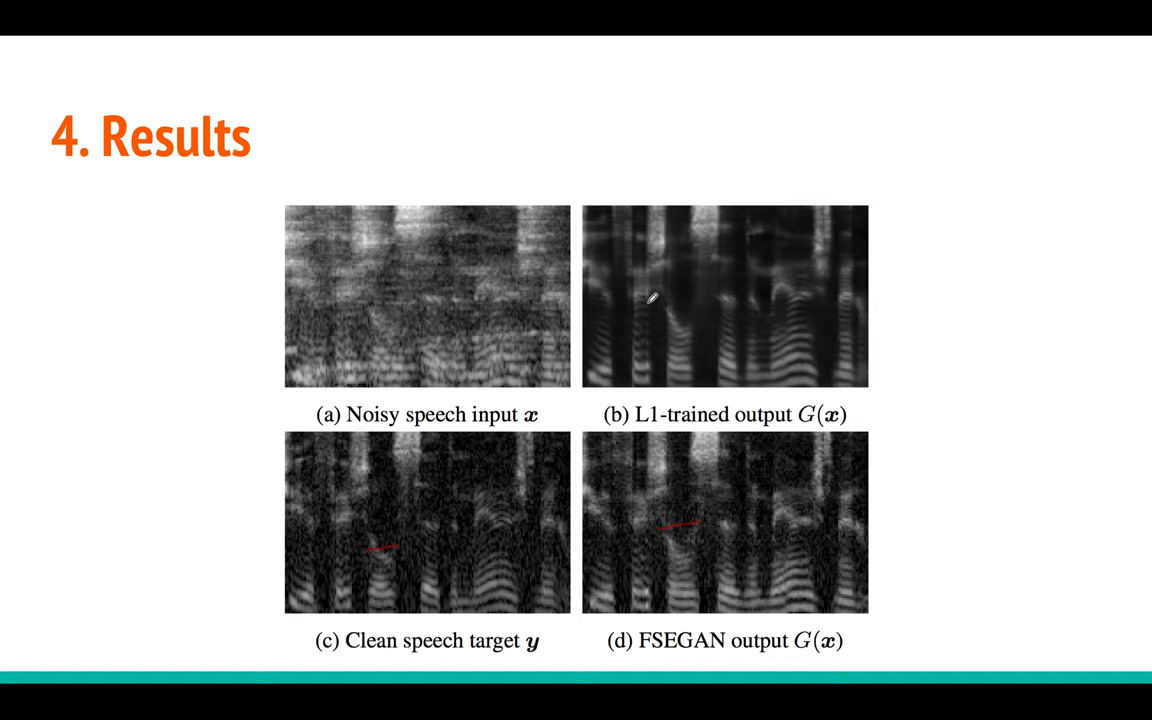 4. Results
(a) Noisy speech input x
(b) L1-trained output G(x)
(c) Clean speech target y
(d) FSEGAN output G(x)